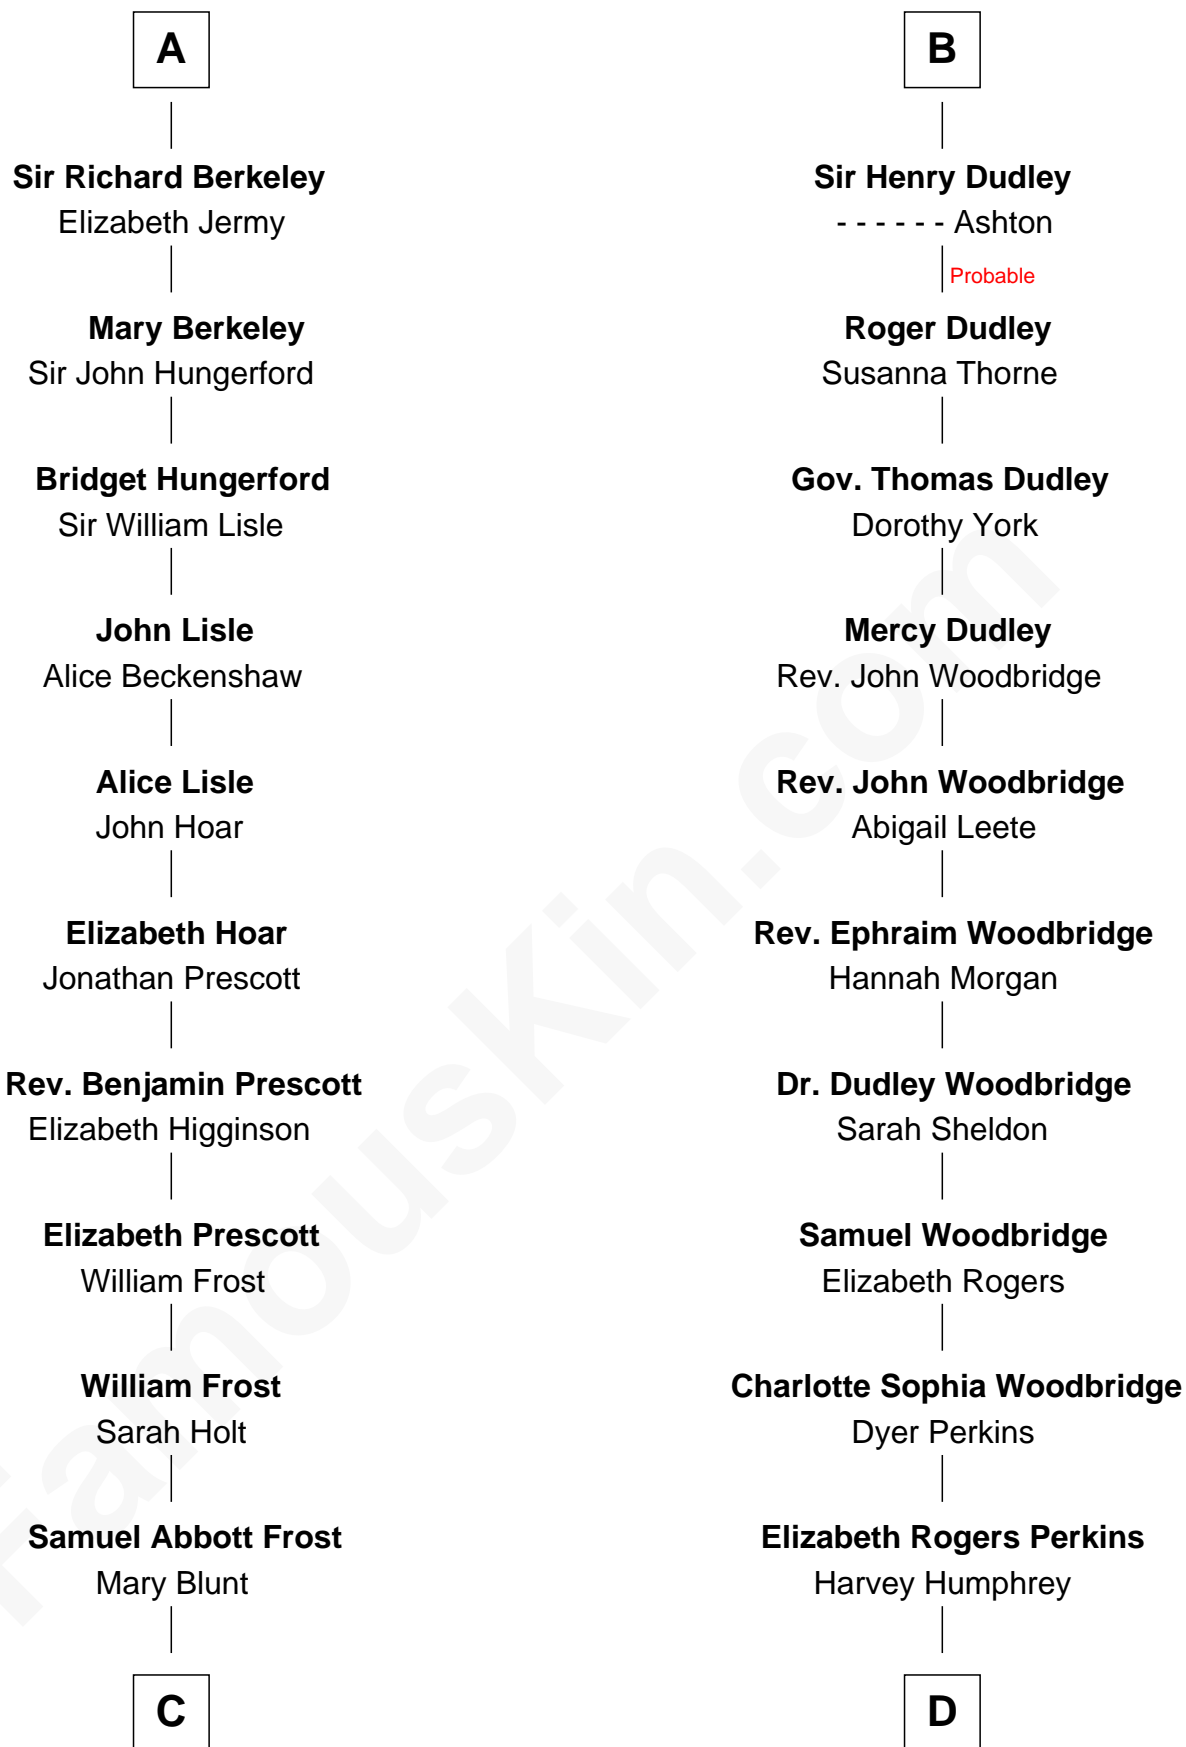 A
Sir Richard Berkeley
Elizabeth Jermy
Mary Berkeley
Sir John Hungerford
Bridget Hungerford
Sir William Lisle
John Lisle
Alice Beckenshaw
Alice Lisle
John Hoar
Elizabeth Hoar
Jonathan Prescott
Rev. Benjamin Prescott
Elizabeth Higginson
Elizabeth Prescott
William Frost
William Frost
Sarah Holt
Samuel Abbott Frost
Mary Blunt
C
B
Sir Henry Dudley
- - - - - - Ashton
Probable
Roger Dudley
Susanna Thorne
Gov. Thomas Dudley
Dorothy York
Mercy Dudley
Rev. John Woodbridge
Rev. John Woodbridge
Abigail Leete
Rev. Ephraim Woodbridge
Hannah Morgan
Dr. Dudley Woodbridge
Sarah Sheldon
Samuel Woodbridge
Elizabeth Rogers
Charlotte Sophia Woodbridge
Dyer Perkins
Elizabeth Rogers Perkins
Harvey Humphrey
D
FamousKin.com